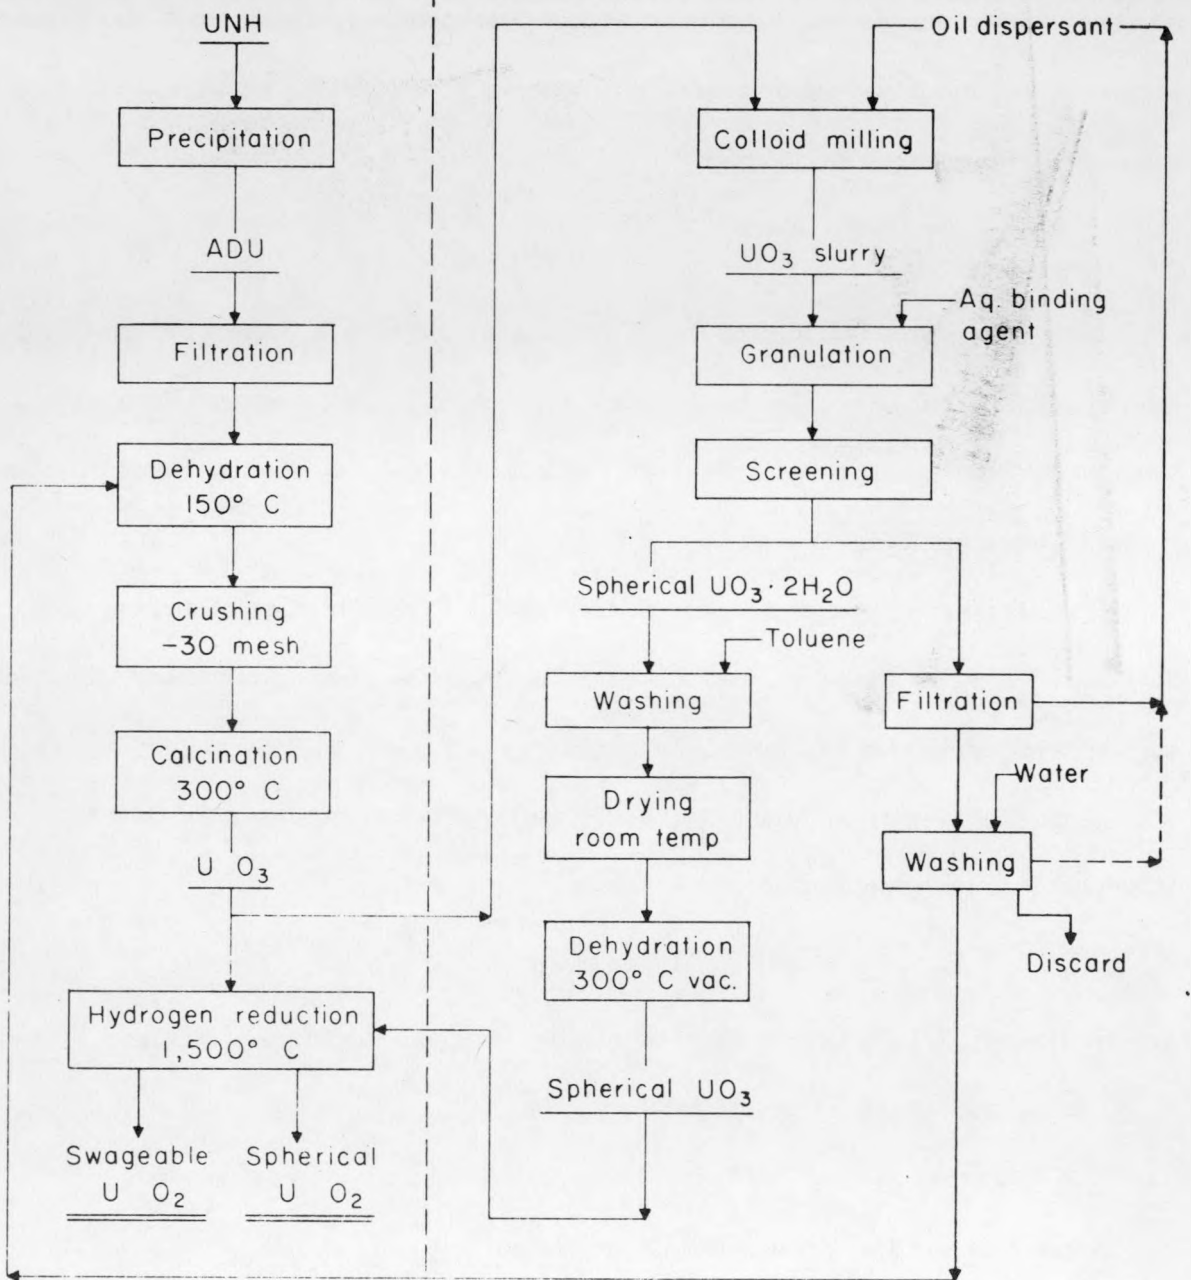 UNH
Precipitation
ADU
Filtration
Dehydration
150° C
Crushing
-30 mesh
Calcination
300° C
U O₃
Hydrogen reduction
1,500° C
Swageable
U O₂
Spherical
U O₂
Oil dispersant
Colloid milling
UO₃ slurry
Aq. binding
agent
Granulation
Screening
Spherical UO₃·2H₂O
Toluene
Washing
Drying
room temp
Dehydration
300° C vac.
Spherical UO₃
Filtration
Water
Washing
Discard